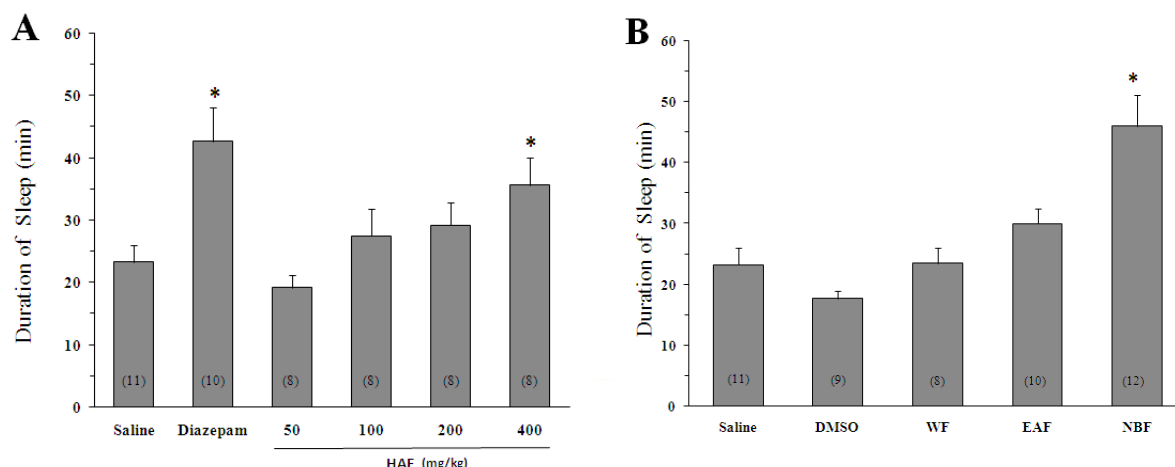 A
Duration of Sleep (min)
60
50
40
30
20
10
0
*
*
(11) (10) (8) (8) (8) (8)
Saline Diazepam 50 100 200 400
HAE (mg/kg)
B
Duration of Sleep (min)
60
50
40
30
20
10
0
*
(11) (9) (8) (10) (12)
Saline DMSO WF EAF NBF